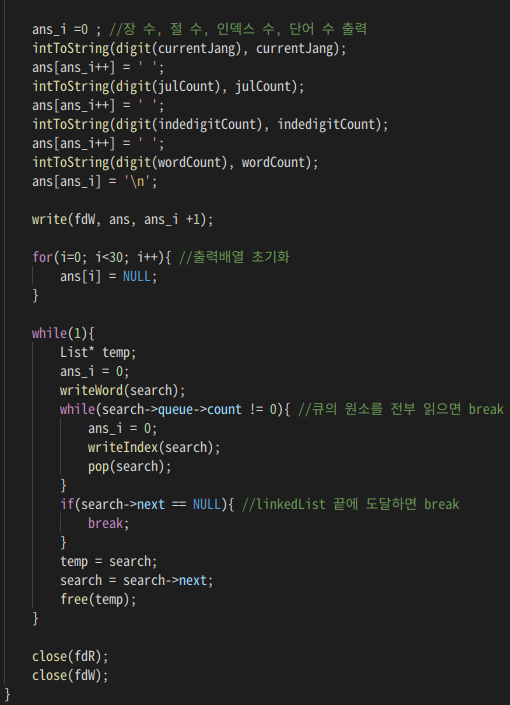 ans_i =0 ; //장 수, 절 수, 인덱스 수, 단어 수 출력
intToString(digit(currentJang), currentJang);
ans[ans_i++] = ' ';
intToString(digit(julCount), julCount);
ans[ans_i++] = ' ';
intToString(digit(indedigitCount), indedigitCount);
ans[ans_i++] = ' ';
intToString(digit(wordCount), wordCount);
ans[ans_i] = '\n';
write(fdW, ans, ans_i +1);
for(i=0; i<30; i++){ //출력배열 초기화
ans[i] = NULL;
}
while(1){
List* temp;
ans_i = 0;
writeWord(search);
while(search->queue->count != 0){ //큐의 원소를 전부 읽으면 break
ans_i = 0;
writeIndex(search);
pop(search);
}
if(search->next == NULL){ //linkedList 끝에 도달하면 break
break;
}
temp = search;
search = search->next;
free(temp);
}
close(fdR);
close(fdW);
}